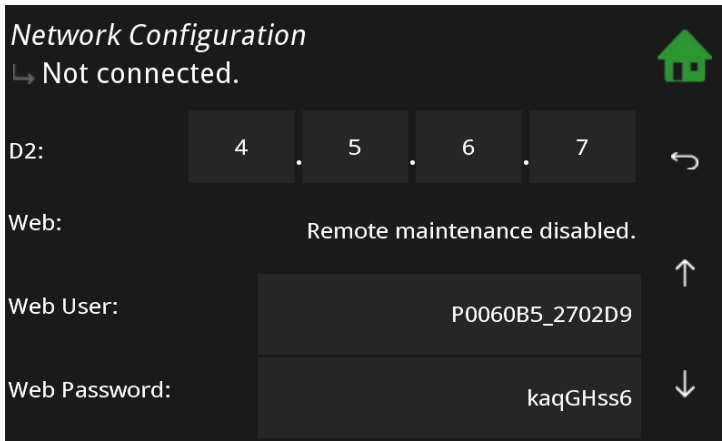 Network Configuration
Not connected.
D2: 4 . 5 . 6 . 7
Web: Remote maintenance disabled.
Web User: P0060B5_2702D9
Web Password: kaqGHss6